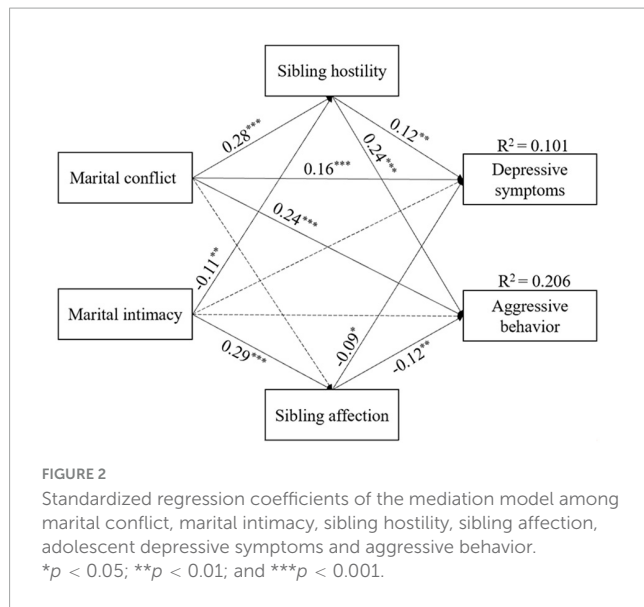 Sibling hostility
0.28***
0.12**
0.24***
R² = 0.101
Marital conflict
0.16***
Depressive
symptoms
0.24***
-0.11**
R² = 0.206
Marital intimacy
Aggressive
behavior
0.29***
-0.09*
-0.12**
Sibling affection
FIGURE 2
Standardized regression coefficients of the mediation model among
marital conflict, marital intimacy, sibling hostility, sibling affection,
adolescent depressive symptoms and aggressive behavior.
*p < 0.05; **p < 0.01; and ***p < 0.001.